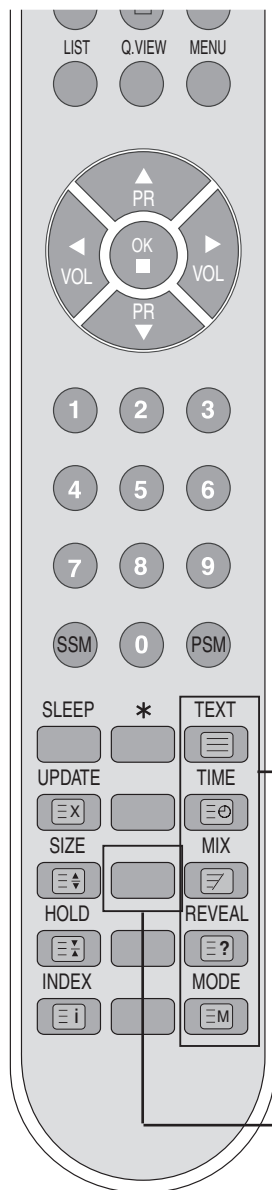 LIST Q.VIEW MENU
PR
VOL OK VOL
PR
1 2 3
4 5 6
7 8 9
SSM 0 PSM
SLEEP * TEXT
UPDATE TIME
X
SIZE MIX
HOLD REVEAL
?
INDEX MODE
i M